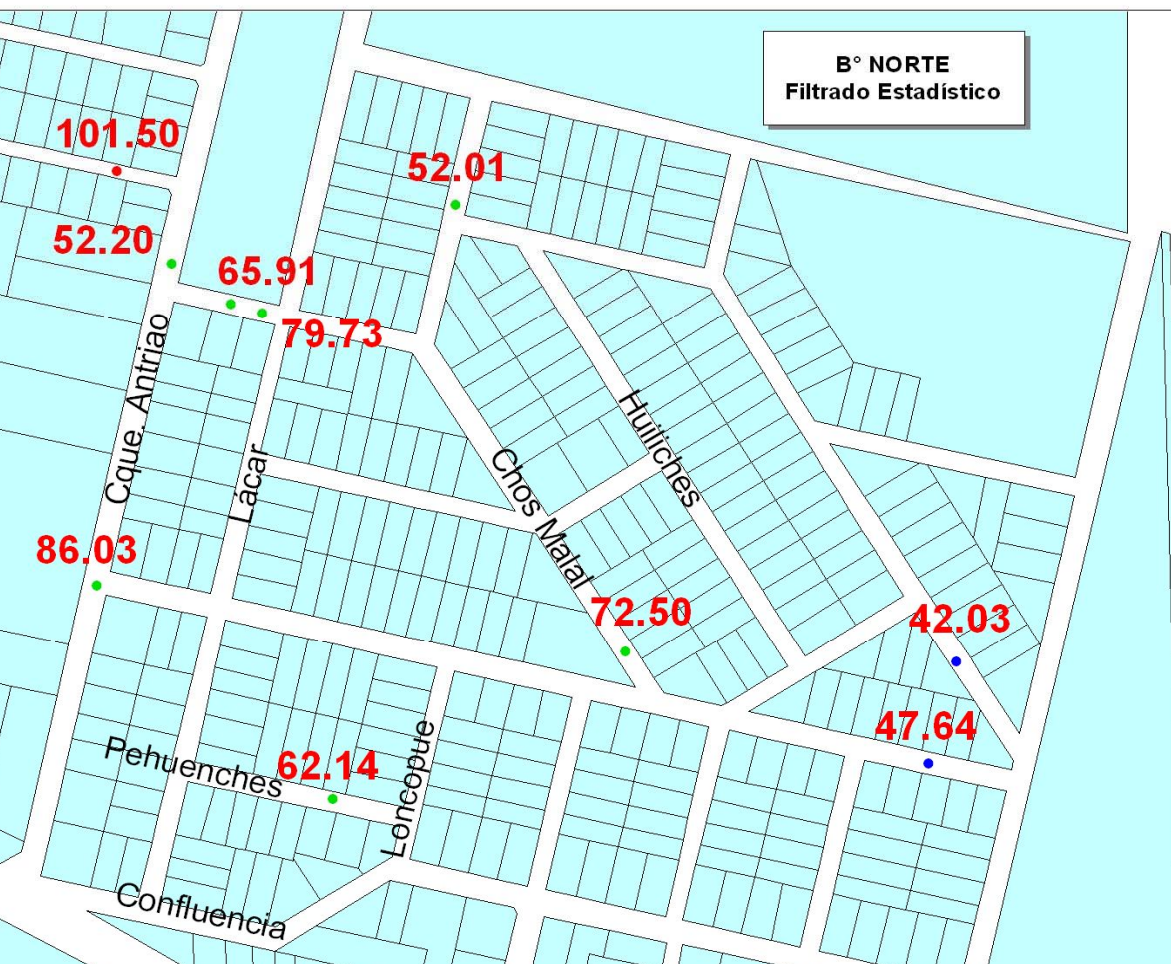 B° NORTE
Filtrado Estadístico
101.50
52.01
52.20
65.91
79.73
Cque. Antriao
Huiliches
Lácar
Chos Malal
86.03
72.50
42.03
47.64
Pehuenches
62.14
Loncopue
Confluencia